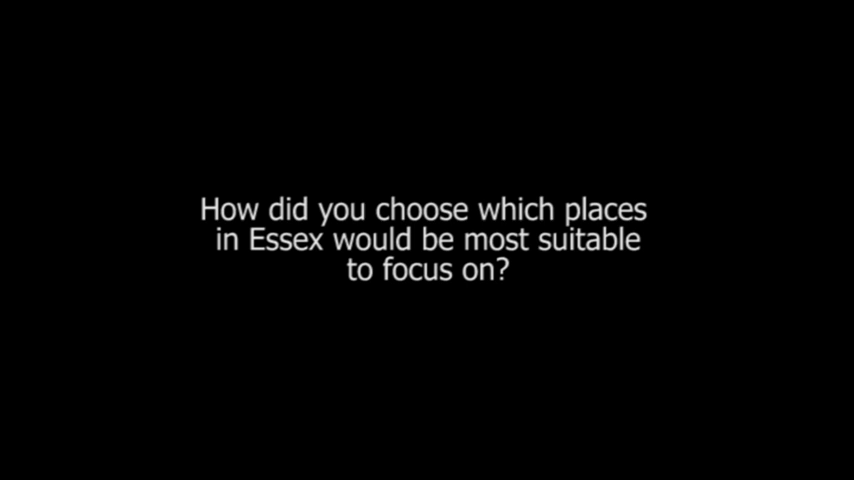 How did you choose which places
in Essex would be most suitable
to focus on?